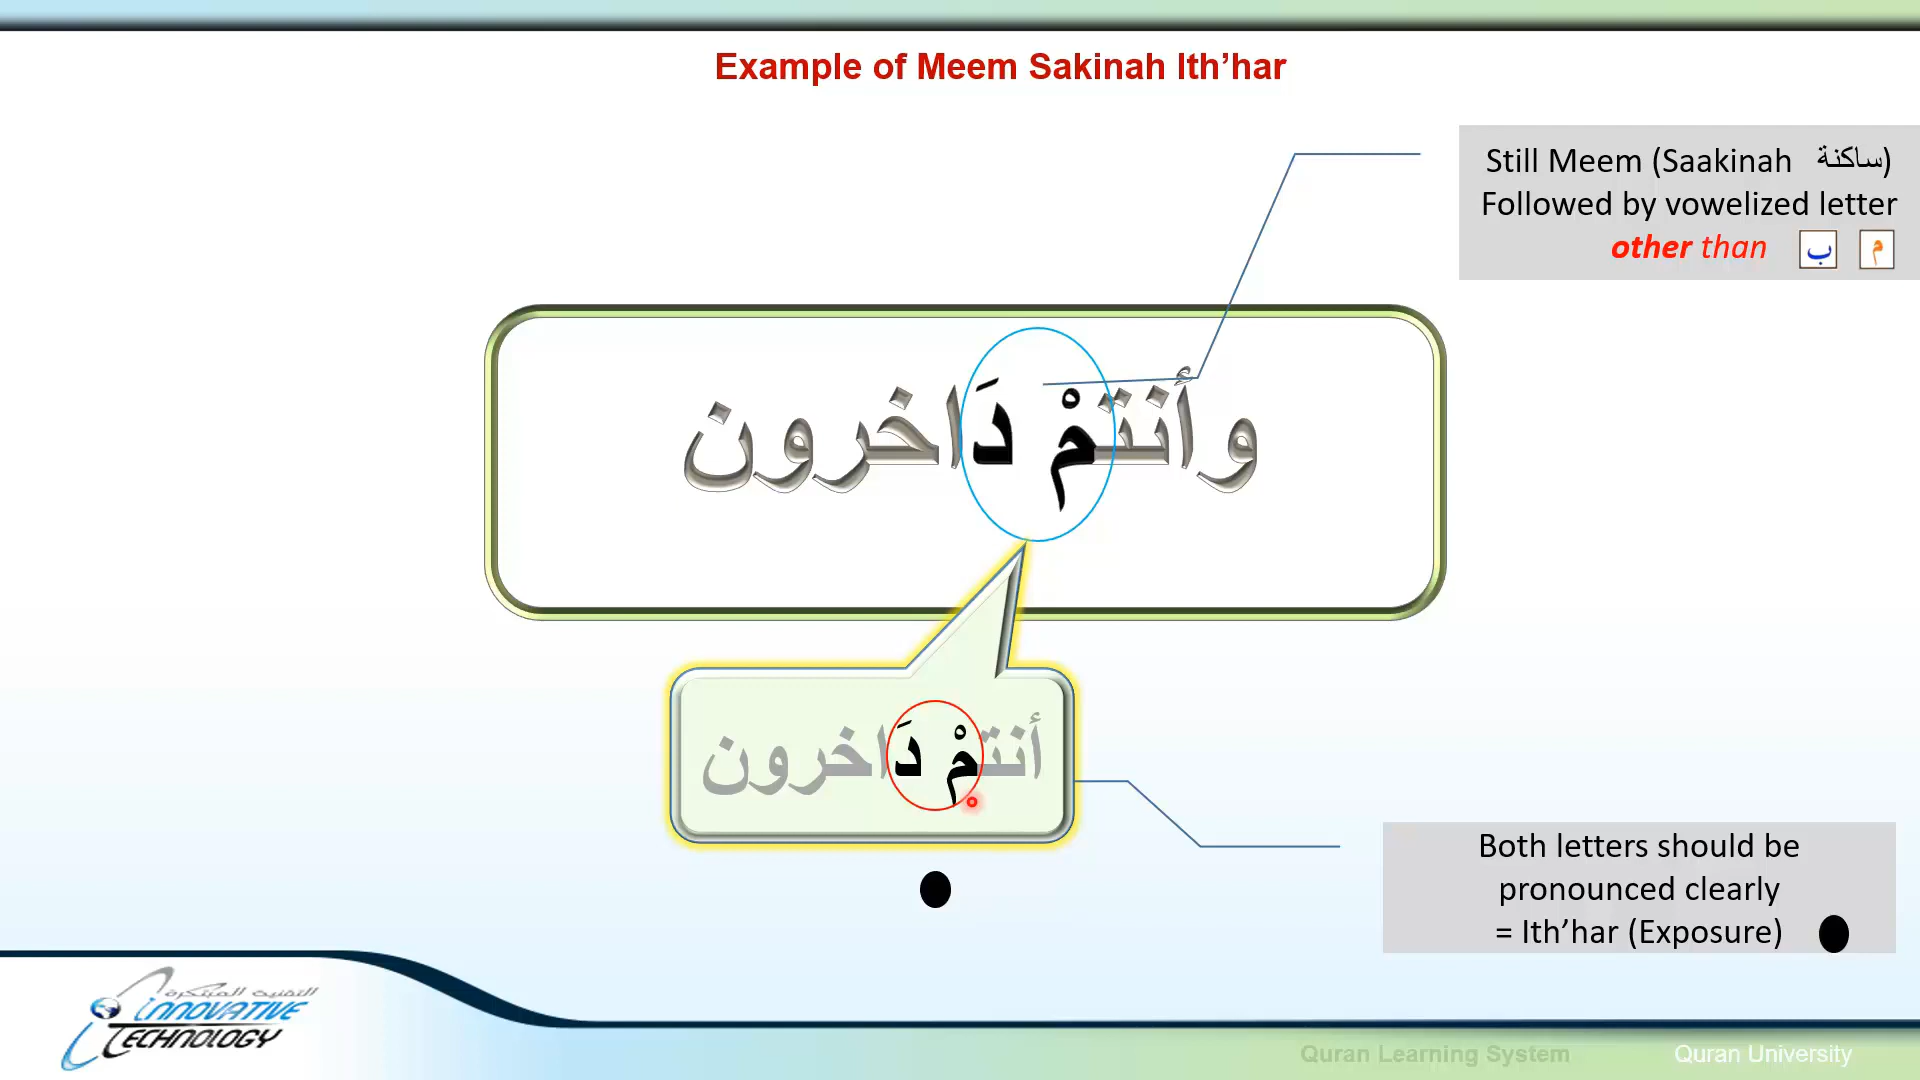 Example of Meem Sakinah Ith’har
Still Meem (Saakinah ساكنة)
Followed by vowelized letter
other than ب م
وأنتمْ دَاخرون
أنتمْ دَاخرون
Both letters should be
pronounced clearly
= Ith’har (Exposure)
التقنية المبتكرة
INNOVATIVE
TECHNOLOGY
Quran Learning System
Quran University